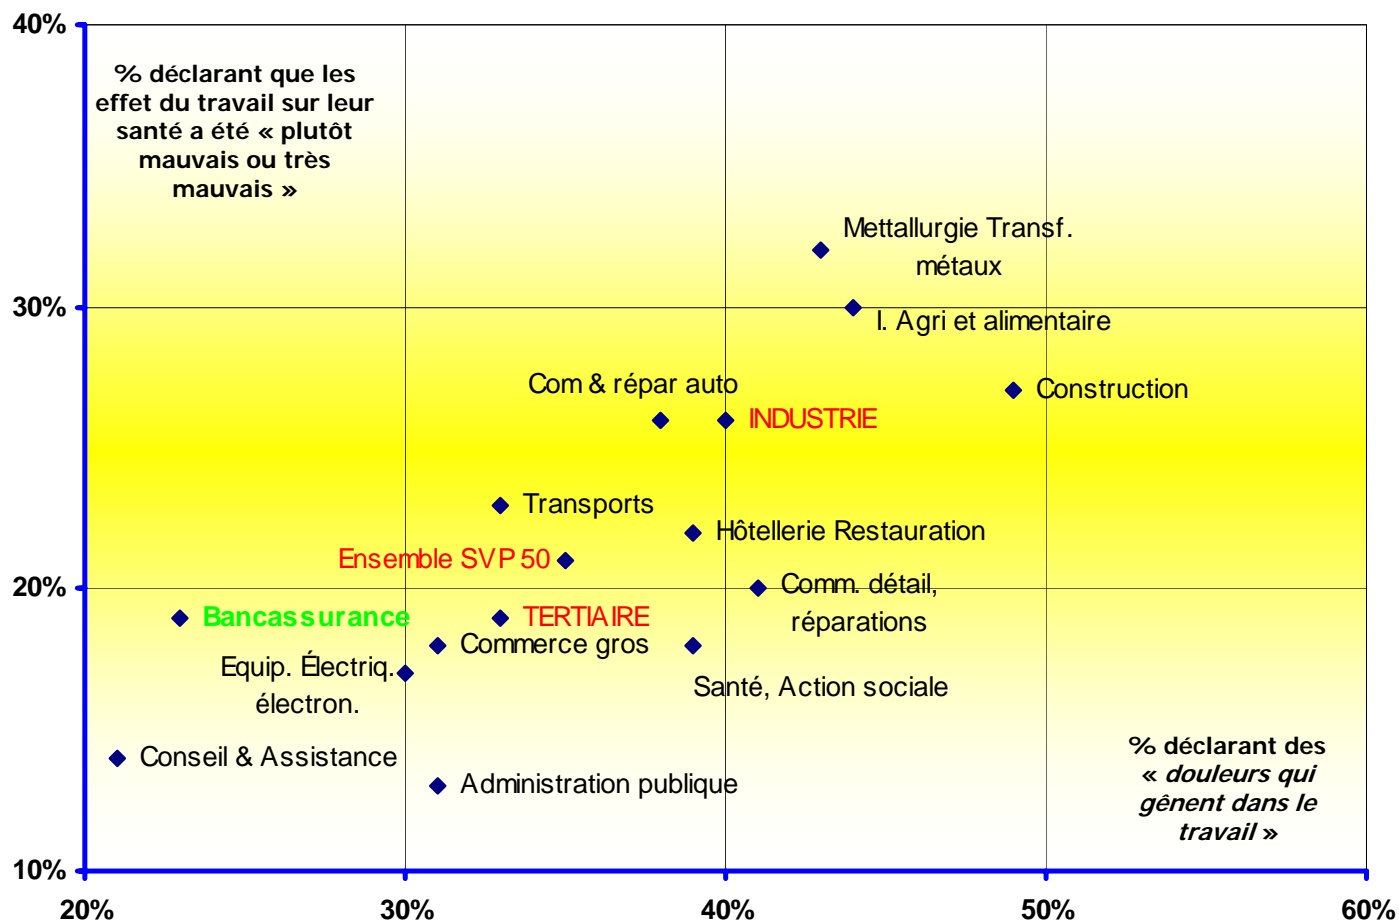 40%
% déclarant que les
effet du travail sur leur
santé a été « plutôt
mauvais ou très
mauvais »
Mettallurgie Transf.
métaux
30%
I. Agri et alimentaire
Com & répar auto
Construction
INDUSTRIE
Transports
Hôtellerie Restauration
Ensemble SVP 50
20%
Comm. détail,
réparations
Bancassurance
TERTIAIRE
Commerce gros
Equip. Électriq.
électron.
Santé, Action sociale
Conseil & Assistance
Administration publique
% déclarant des
« douleurs qui
gênent dans le
travail »
10%
20%
30%
40%
50%
60%